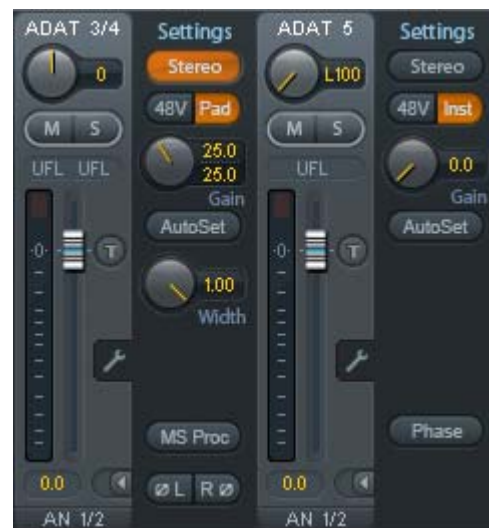 ADAT 3/4
0
M S
UFL UFL
-0-
T
0.0
AN 1/2
Settings
Stereo
48V Pad
25.0
25.0
Gain
AutoSet
1.00
Width
MS Proc
Ø L R Ø
ADAT 5
L100
M S
UFL
-0-
T
0.0
AN 1/2
Settings
Stereo
48V Inst
0.0
Gain
AutoSet
Phase